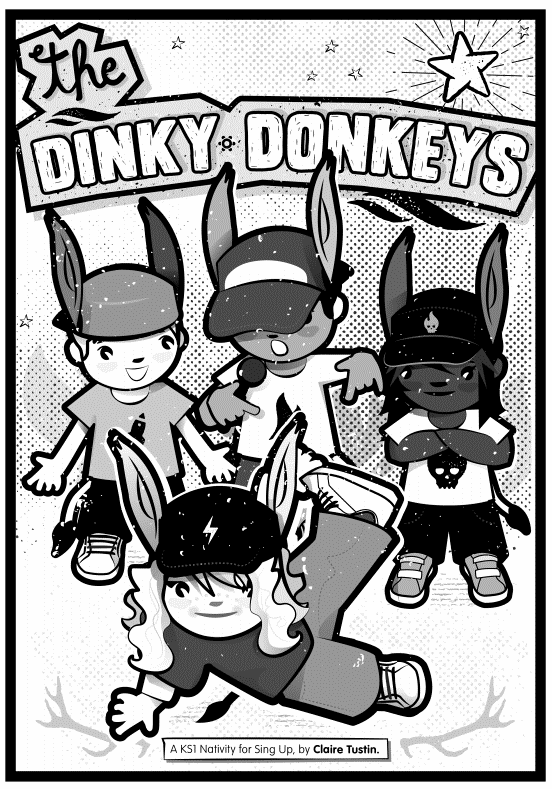 the
DINKY DONKEYS
A KS1 Nativity for Sing Up, by Claire Tustin.